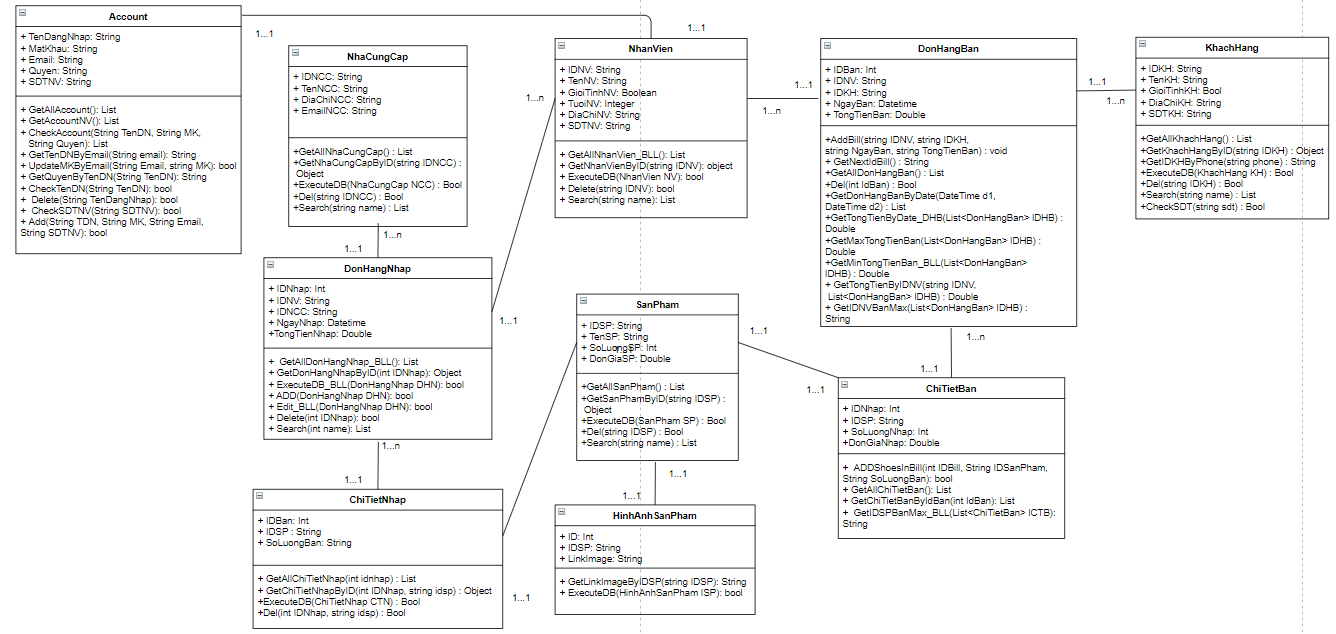 Account
+ TenDangNhap: String
+ MatKhau: String
+ Email: String
+ Quyen: String
+ SDTNV: String
+ GetAllAccount(): List
+ GetAccountNV(): List
+ CheckAccount(String TenDN, String MK,
String Quyen): List
+ GetTenDNByEmail(String email): String
+ UpdateMKByEmail(String Email, string MK): bool
+ GetQuyenByTenDN(String TenDN): String
+ CheckTenDN(String TenDN): bool
+ Delete(String TenDangNhap): bool
+ CheckSDTNV(String SDTNV): bool
+ Add(String TDN, String MK, String Email,
String SDTNV): bool
1...1
1...1
NhaCungCap
+ IDNCC: String
+ TenNCC: String
+ DiaChiNCC: String
+ EmailNCC: String
+GetAllNhaCungCap() : List
+GetNhaCungCapByID(string IDNCC) :
Object
+ExecuteDB(NhaCungCap NCC) : Bool
+Del(string IDNCC) : Bool
+Search(string name) : List
1...n
1...1
NhanVien
+ IDNV: String
+ TenNV: String
+ GioiTinhNV: Boolean
+ TuoiNV: Integer
+ DiaChiNV: String
+ SDTNV: String
+ GetAllNhanVien_BLL(): List
+ GetNhanVienByID(string IDNV): object
+ ExecuteDB(NhanVien NV): bool
+ Delete(string IDNV): bool
+ Search(string name): List
1...n
1...1
1...n
DonHangBan
+ IDBan: Int
+ IDNV: String
+ IDKH: String
+ NgayBan: Datetime
+ TongTienBan: Double
+AddBill(string IDNV, string IDKH,
string NgayBan, string TongTienBan) : void
+ GetNextIdBill() : String
+ GetAllDonHangBan() : List
+Del(int IdBan) : Bool
+ GetDonHangBanByDate(DateTime d1,
DateTime d2) : List
+GetTongTienByDate_DHB(List<DonHangBan> lDHB) :
Double
+GetMaxTongTienBan(List<DonHangBan> lDHB) :
Double
+GetMinTongTienBan_BLL(List<DonHangBan>
lDHB) : Double
+ GetTongTienByIDNV(string IDNV,
List<DonHangBan> lDHB) : Double
+ GetIDNVBanMax(List<DonHangBan> lDHB) :
String
1...1
1...n
KhachHang
+ IDKH: String
+ TenKH: String
+ GioiTinhKH: Bool
+ DiaChiKH: String
+ SDTKH: String
+GetAllKhachHang() : List
+GetKhachHangByID(string IDKH) : Object
+GetIDKHByPhone(string phone) : String
+ExecuteDB(KhachHang KH) : Bool
+Del(string IDKH) : Bool
+Search(string name) : List
+CheckSDT(string sdt) : Bool
DonHangNhap
+ IDNhap: Int
+ IDNV: String
+ IDNCC: String
+ NgayNhap: Datetime
+TongTienNhap: Double
+ GetAllDonHangNhap_BLL(): List
+ GetDonHangNhapByID(int IDNhap): Object
+ ExecuteDB_BLL(DonHangNhap DHN): bool
+ ADD(DonHangNhap DHN): bool
+ Edit_BLL(DonHangNhap DHN): bool
+ Delete(int IDNhap): bool
+ Search(int name): List
1...1
1...n
1...1
SanPham
+ IDSP: String
+ TenSP: String
+ SoLuongSP: Int
+ DonGiaSP: Double
+GetAllSanPham() : List
+GetSanPhamByID(string IDSP) :
Object
+ExecuteDB(SanPham SP) : Bool
+Del(string IDSP) : Bool
+Search(string name) : List
1...1
1...1
1...n
1...1
ChiTietBan
+ IDNhap: Int
+ IDSP: String
+ SoLuongNhap: Int
+DonGiaNhap: Double
+ ADDShoesInBill(int IDBill, String IDSanPham,
String SoLuongBan): bool
+ GetAllChiTietBan(): List
+ GetChiTietBanByIdBan(int IdBan): List
+ GetIDSPBanMax_BLL(List<ChiTietBan> lCTB):
String
1...1
1...1
ChiTietNhap
+ IDBan: Int
+ IDSP : String
+ SoLuongBan: String
+ GetAllChiTietNhap(int idnhap) : List
+ GetChiTietNhapByID(int IDNhap, string idsp) : Object
+ExecuteDB(ChiTietNhap CTN) : Bool
+Del(int IDNhap, string idsp) : Bool
1...1
HinhAnhSanPham
+ ID: Int
+ IDSP: String
+ LinkImage: String
+ GetLinkImageByIDSP(string IDSP): String
+ ExecuteDB(HinhAnhSanPham ISP): bool